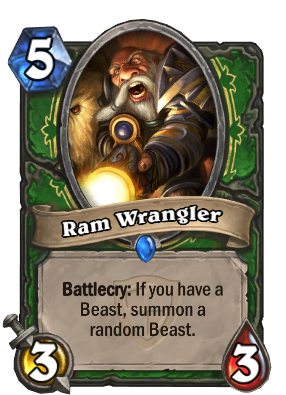 5
Ram Wrangler
Battlecry: If you have a
Beast, summon a
random Beast.
3 3